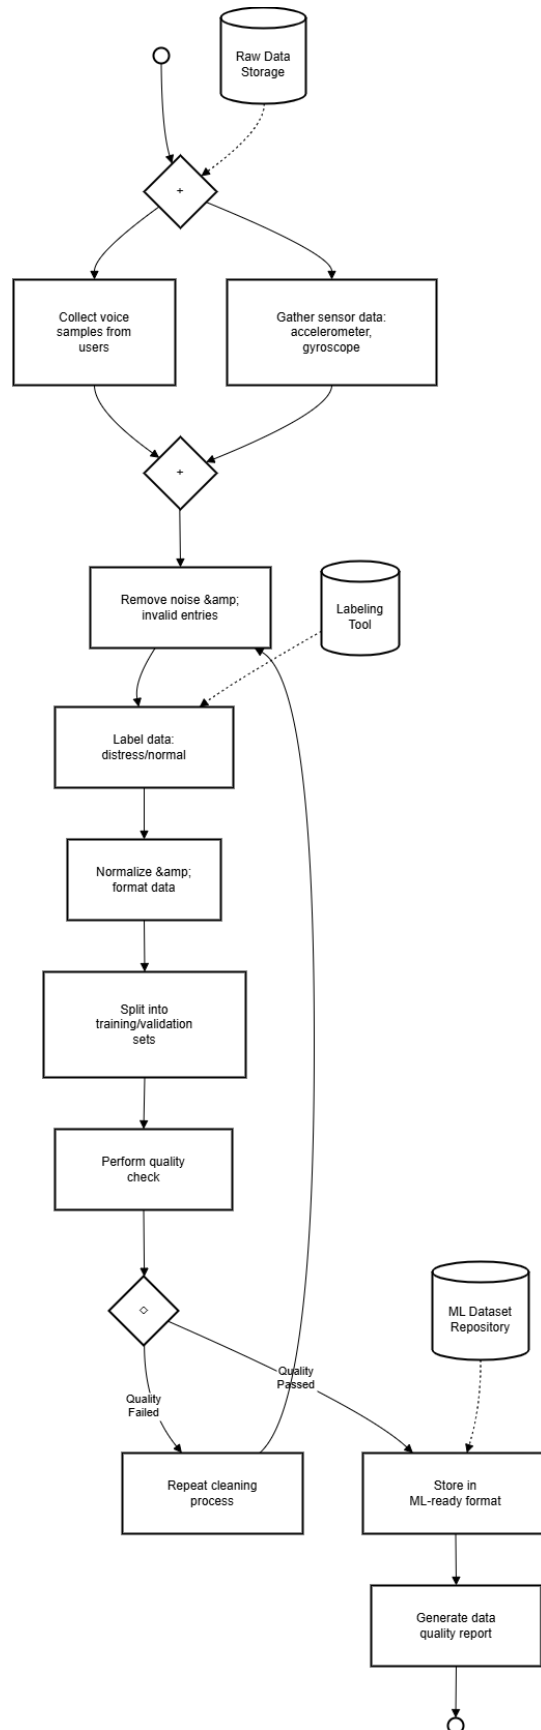 Raw Data
Storage
+
Collect voice
samples from
users
Gather sensor data:
accelerometer,
gyroscope
+
Remove noise &amp;
invalid entries
Labeling
Tool
Label data:
distress/normal
Normalize &amp;
format data
Split into
training/validation
sets
Perform quality
check
◇
ML Dataset
Repository
Quality
Passed
Quality
Failed
Repeat cleaning
process
Store in
ML-ready format
Generate data
quality report